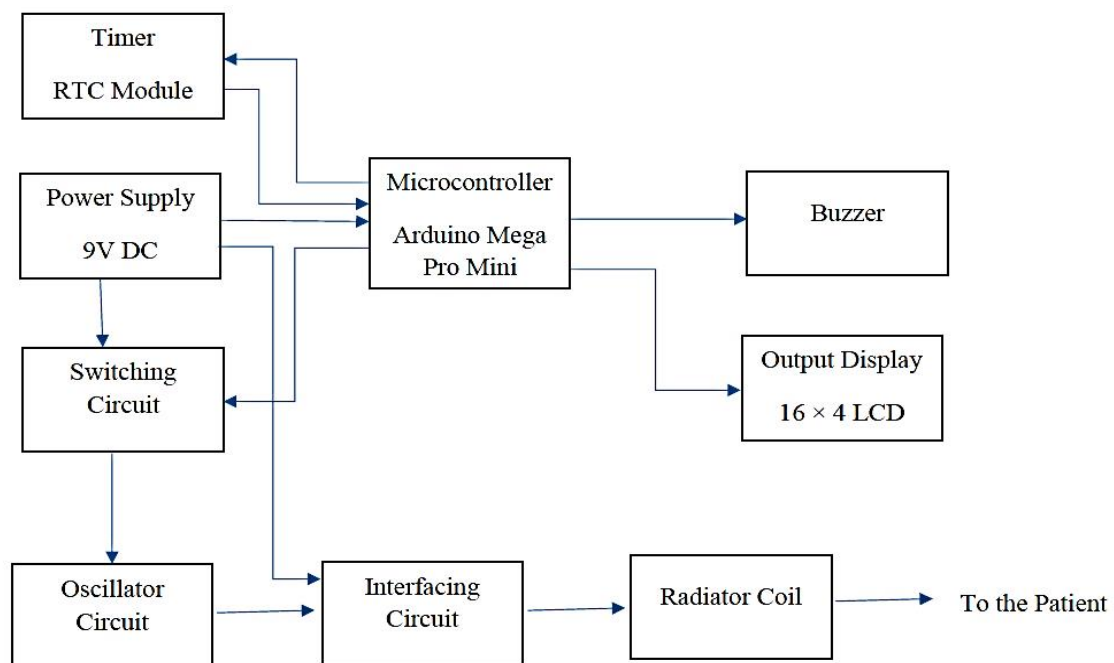 Timer
RTC Module
Power Supply
9V DC
Microcontroller
Arduino Mega
Pro Mini
Buzzer
Switching
Circuit
Output Display
16 × 4 LCD
Oscillator
Circuit
Interfacing
Circuit
Radiator Coil
To the Patient